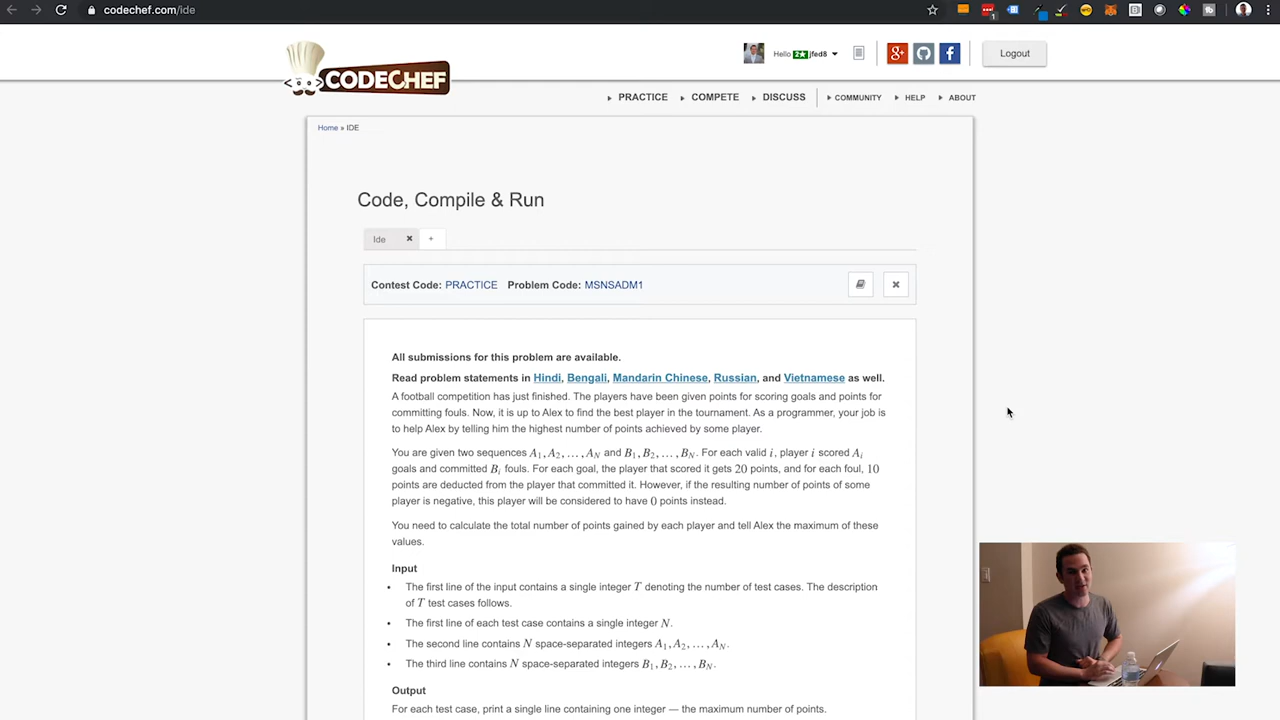 codechef.com/ide
CODECHEF
Hello 2★ jfed8
Logout
PRACTICE COMPETE DISCUSS COMMUNITY HELP ABOUT
Home » IDE
Code, Compile & Run
Ide
Contest Code: PRACTICE Problem Code: MSNSADM1
All submissions for this problem are available.
Read problem statements in Hindi, Bengali, Mandarin Chinese, Russian, and Vietnamese as well.
A football competition has just finished. The players have been given points for scoring goals and points for
committing fouls. Now, it is up to Alex to find the best player in the tournament. As a programmer, your job is
to help Alex by telling him the highest number of points achieved by some player.
You are given two sequences A1, A2, …, AN and B1, B2, …, BN. For each valid i, player i scored Ai
goals and committed Bi fouls. For each goal, the player that scored it gets 20 points, and for each foul, 10
points are deducted from the player that committed it. However, if the resulting number of points of some
player is negative, this player will be considered to have 0 points instead.
You need to calculate the total number of points gained by each player and tell Alex the maximum of these
values.
Input
• The first line of the input contains a single integer T denoting the number of test cases. The description
of T test cases follows.
• The first line of each test case contains a single integer N.
• The second line contains N space-separated integers A1, A2, …, AN.
• The third line contains N space-separated integers B1, B2, …, BN.
Output
For each test case, print a single line containing one integer — the maximum number of points.